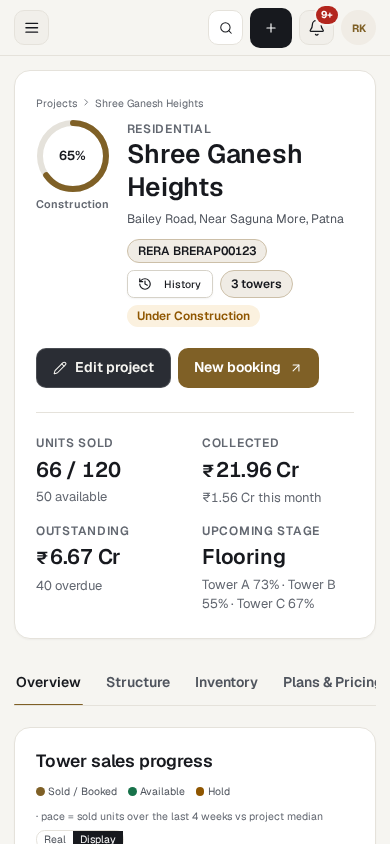 9+
RK
Projects > Shree Ganesh Heights
65%
Construction
RESIDENTIAL
Shree Ganesh
Heights
Bailey Road, Near Saguna More, Patna
RERA BRERAP00123
History
3 towers
Under Construction
Edit project
New booking
UNITS SOLD
66 / 120
50 available
COLLECTED
₹21.96 Cr
₹1.56 Cr this month
OUTSTANDING
₹6.67 Cr
40 overdue
UPCOMING STAGE
Flooring
Tower A 73% · Tower B
55% · Tower C 67%
Overview Structure Inventory Plans & Pricing
Tower sales progress
Sold / Booked Available Hold
· pace = sold units over the last 4 weeks vs project median
Real Display